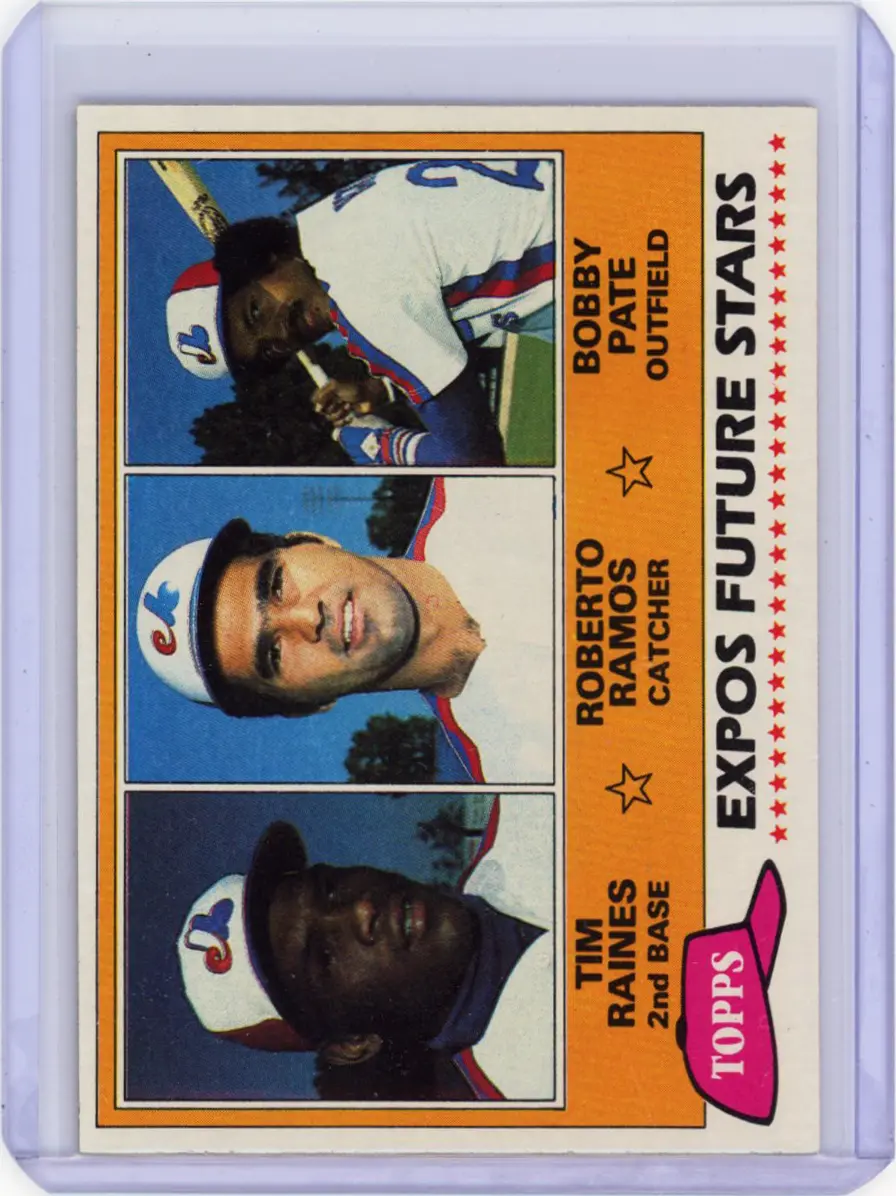 TIM
RAINES
2nd BASE
ROBERTO
RAMOS
CATCHER
BOBBY
PATE
OUTFIELD
TOPPS
EXPOS FUTURE STARS